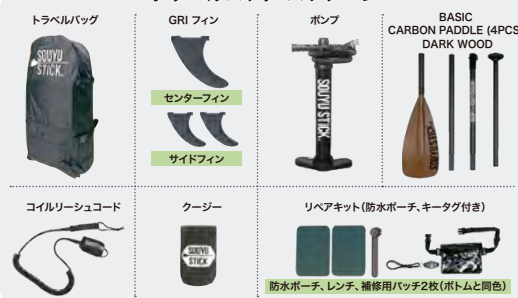 トラベルバッグ
GRI フィン
ポンプ
BASIC
CARBON PADDLE (4PCS
DARK WOOD
SOUYU
STICK
センターフィン
サイドフィン
SOUYU STICK
SOUYUSTICK
コイルリーシュコード
クージー
リペアキット(防水ポーチ、キータグ付き)
SOUYU
STICK
防水ポーチ、レンチ、補修用パッチ2枚(ボトムと同色)